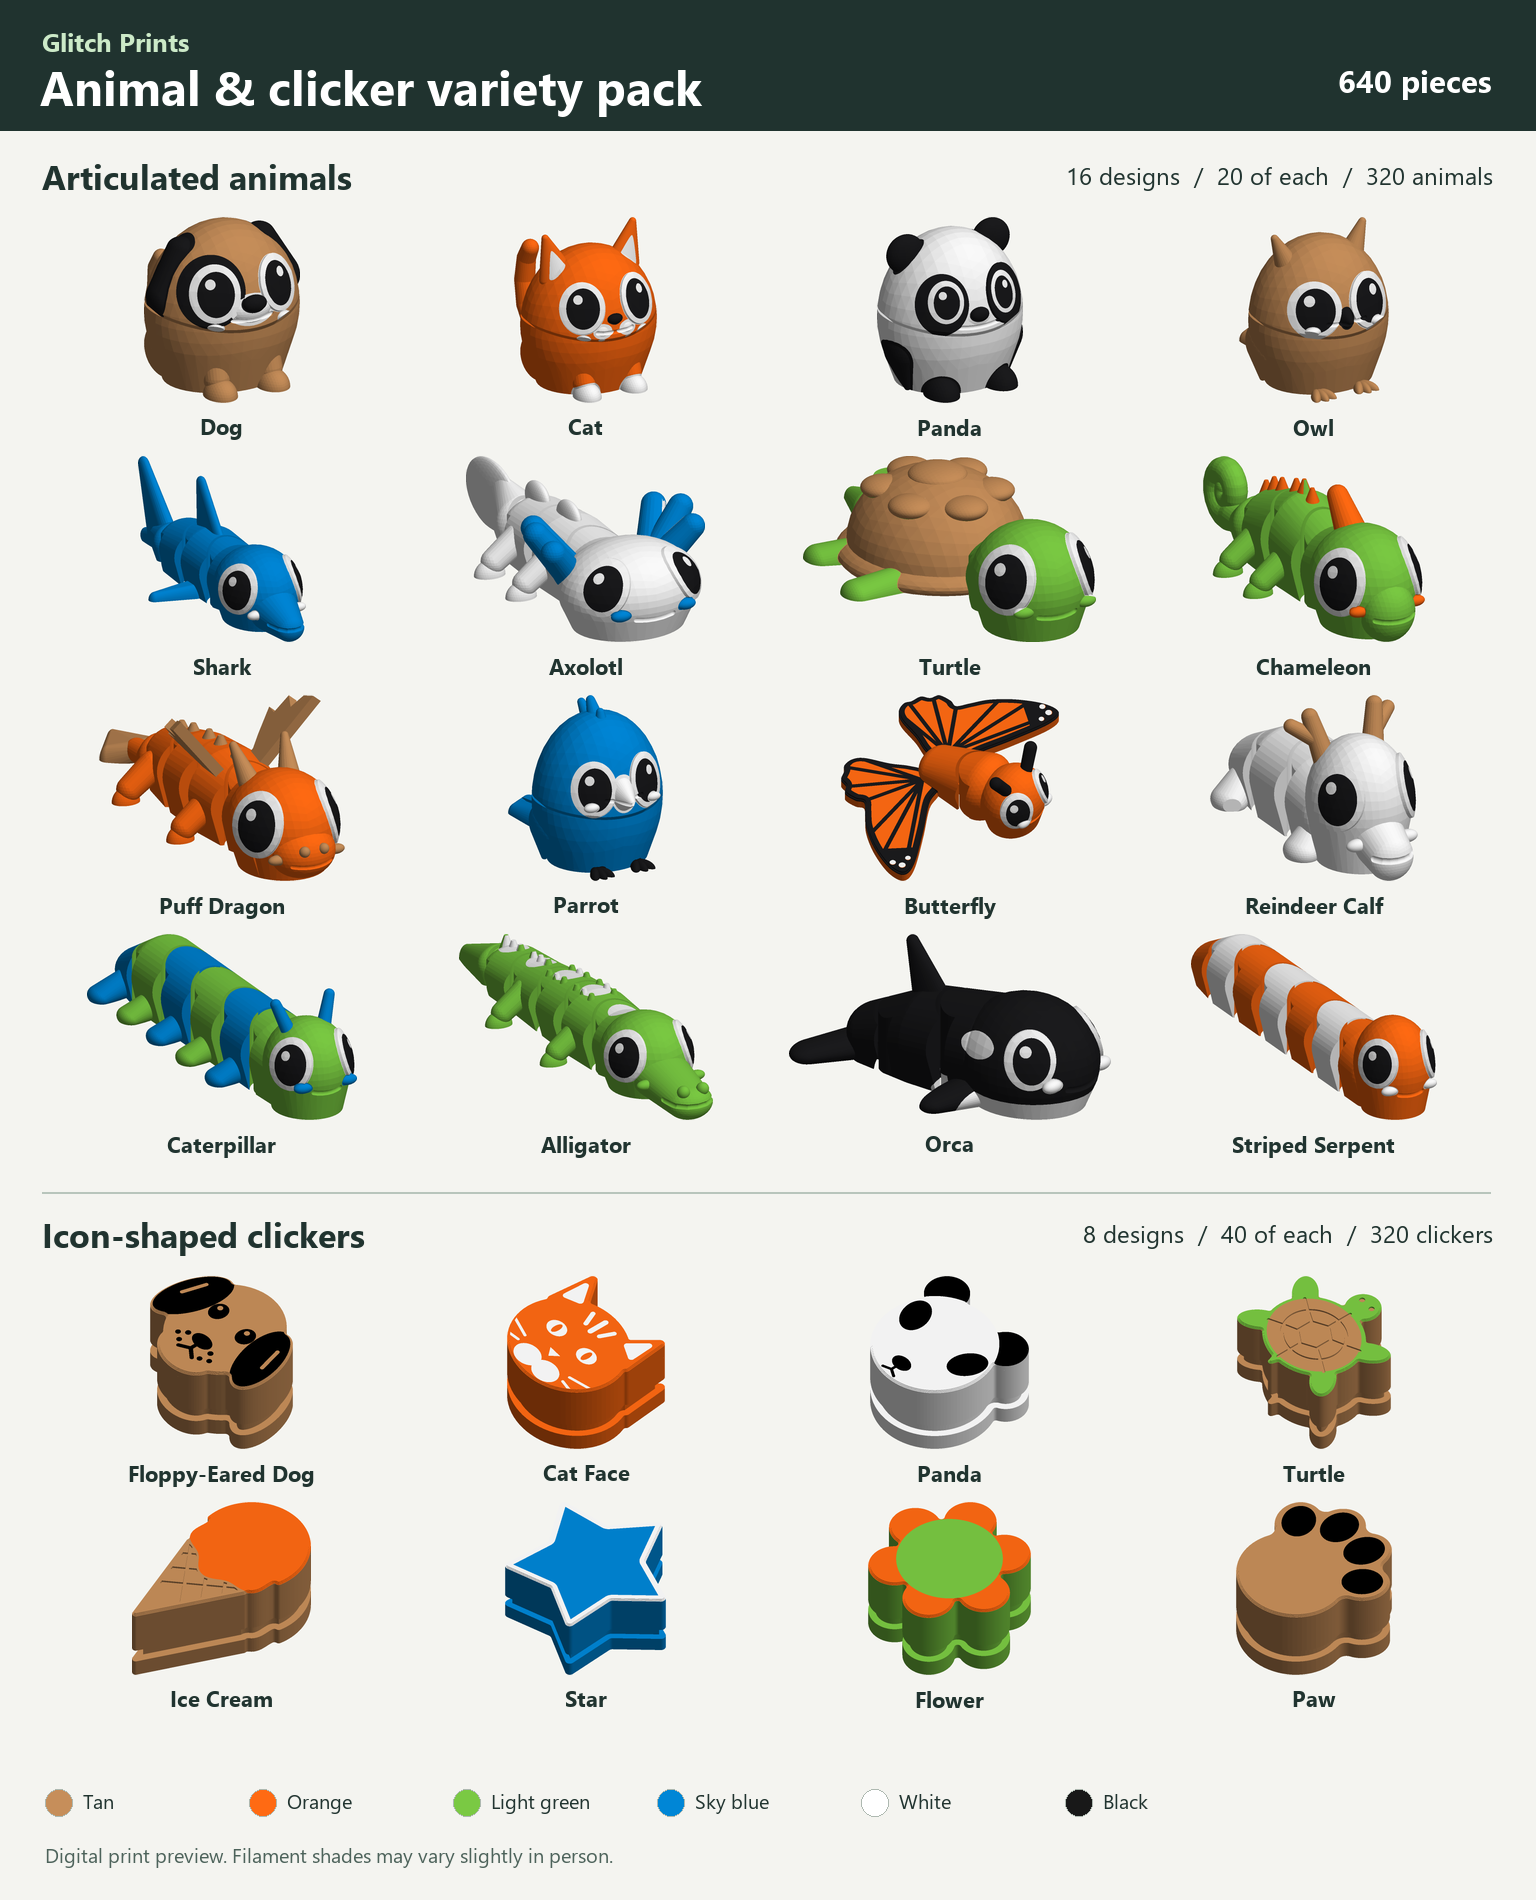 Glitch Prints
Animal & clicker variety pack
640 pieces
Articulated animals
16 designs / 20 of each / 320 animals
Dog
Cat
Panda
Owl
Shark
Axolotl
Turtle
Chameleon
Puff Dragon
Parrot
Butterfly
Reindeer Calf
Caterpillar
Alligator
Orca
Striped Serpent
Icon-shaped clickers
8 designs / 40 of each / 320 clickers
Floppy-Eared Dog
Cat Face
Panda
Turtle
Ice Cream
Star
Flower
Paw
Tan
Orange
Light green
Sky blue
White
Black
Digital print preview. Filament shades may vary slightly in person.